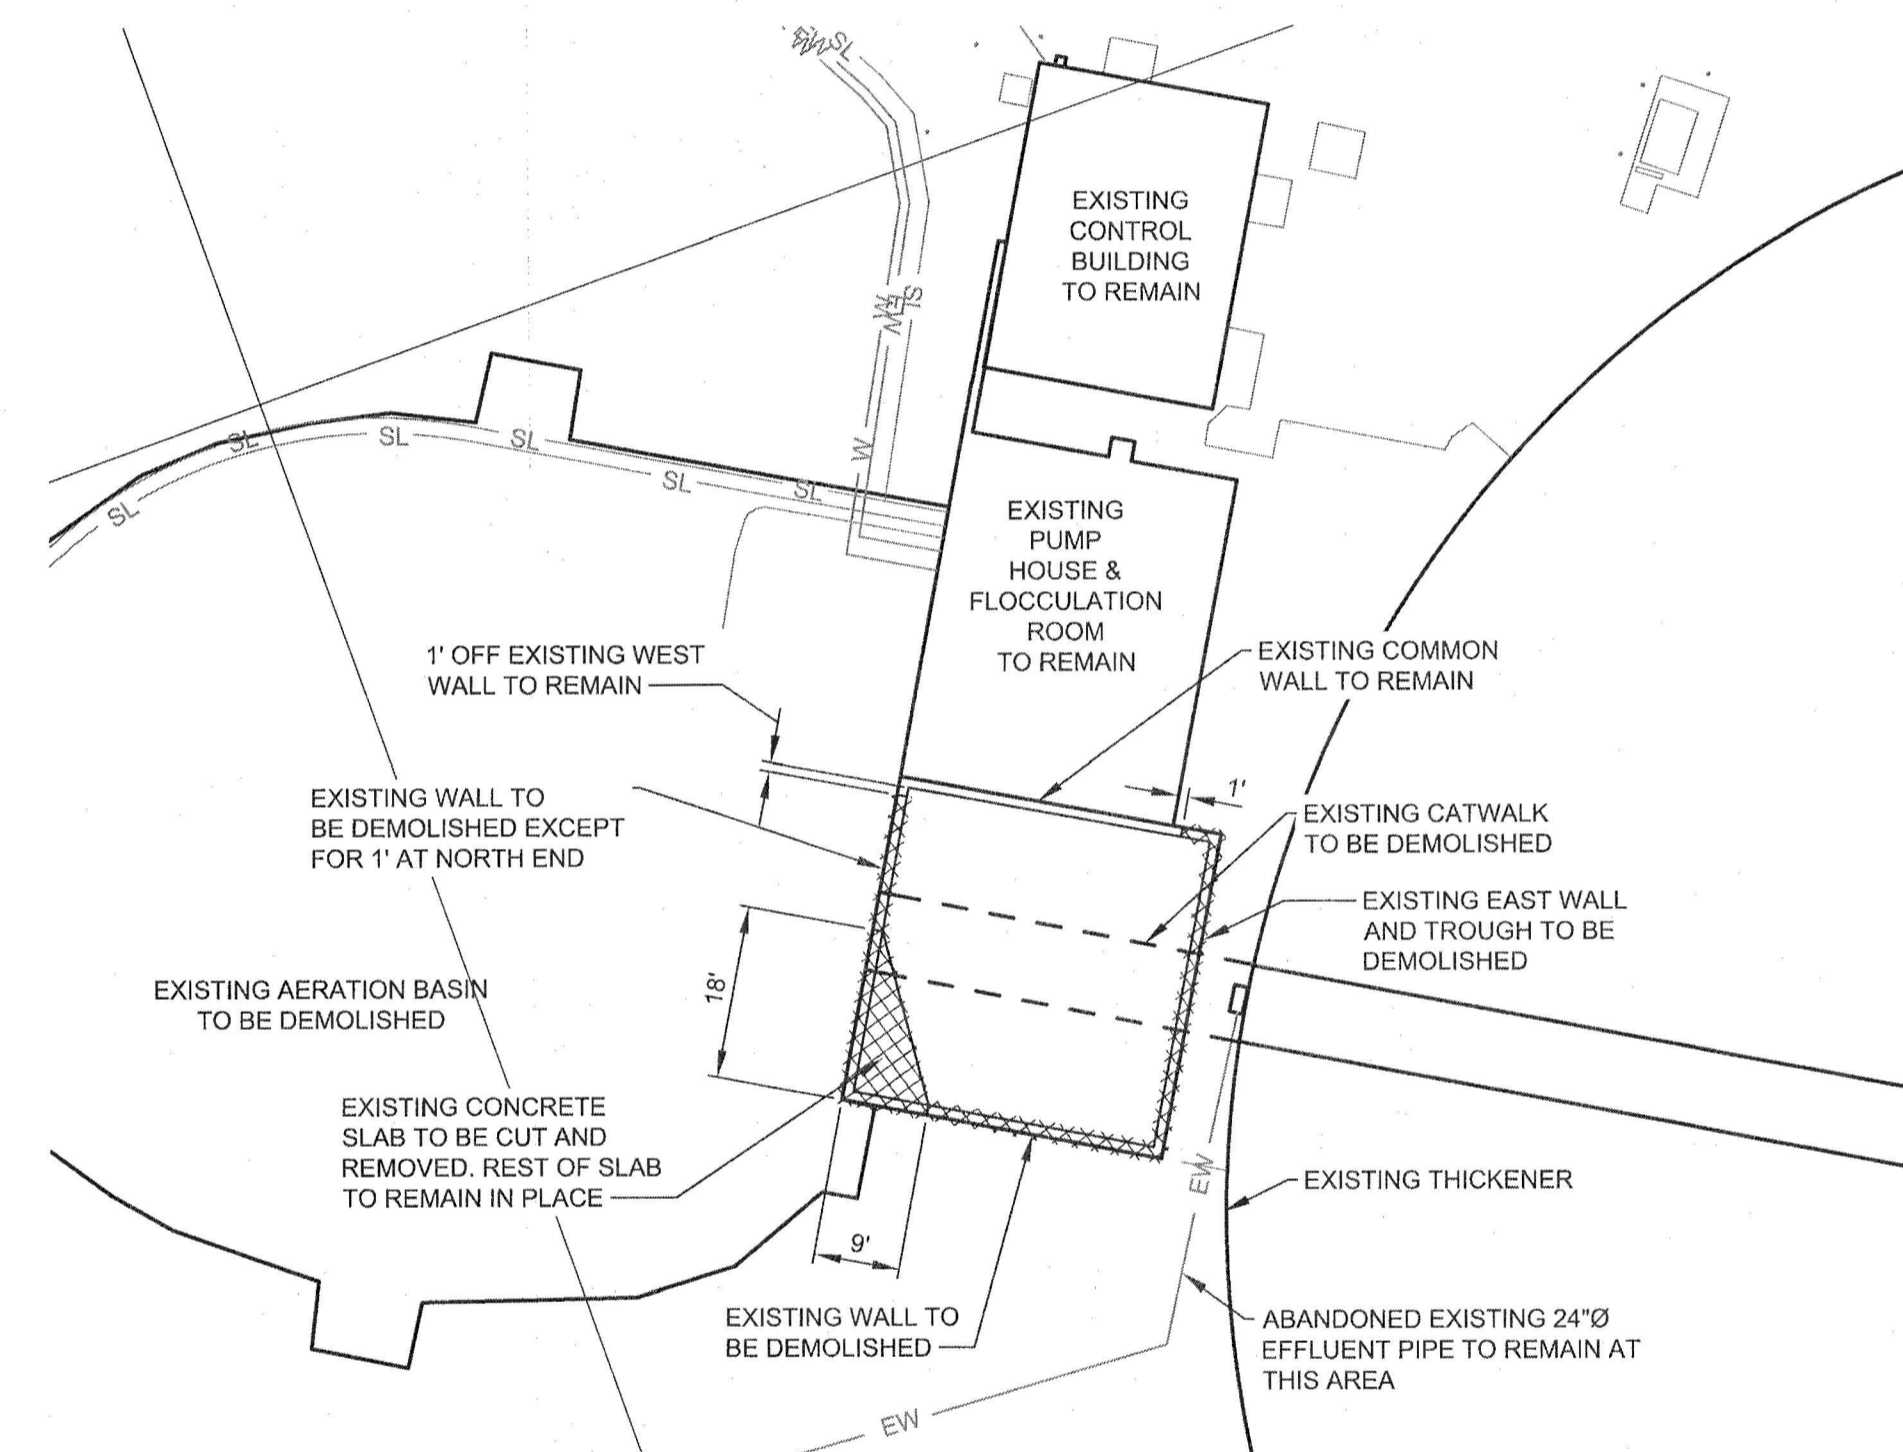 SL
EXISTING
CONTROL
BUILDING
TO REMAIN
SL
EW
W
SL
SL
SL
SL
SL
SL
EXISTING
PUMP
HOUSE &
FLOCCULATION
ROOM
TO REMAIN
1' OFF EXISTING WEST
WALL TO REMAIN
EXISTING COMMON
WALL TO REMAIN
1'
EXISTING WALL TO
BE DEMOLISHED EXCEPT
FOR 1' AT NORTH END
EXISTING CATWALK
TO BE DEMOLISHED
EXISTING EAST WALL
AND TROUGH TO BE
DEMOLISHED
18'
EXISTING AERATION BASIN
TO BE DEMOLISHED
EXISTING CONCRETE
SLAB TO BE CUT AND
REMOVED. REST OF SLAB
TO REMAIN IN PLACE
EW
EXISTING THICKENER
9'
EXISTING WALL TO
BE DEMOLISHED
ABANDONED EXISTING 24"Ø
EFFLUENT PIPE TO REMAIN AT
THIS AREA
EW